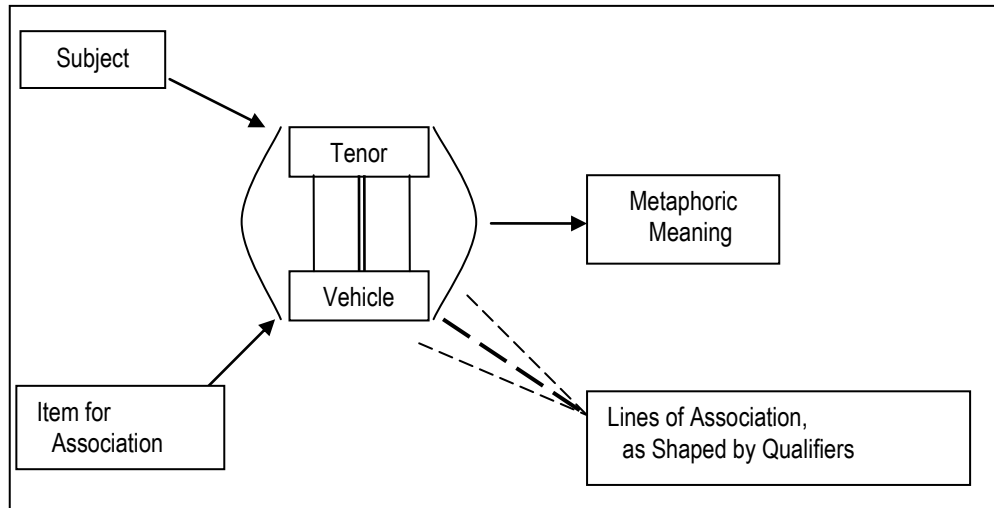 Subject
Tenor
Metaphoric
Meaning
Vehicle
Item for
Association
Lines of Association,
as Shaped by Qualifiers